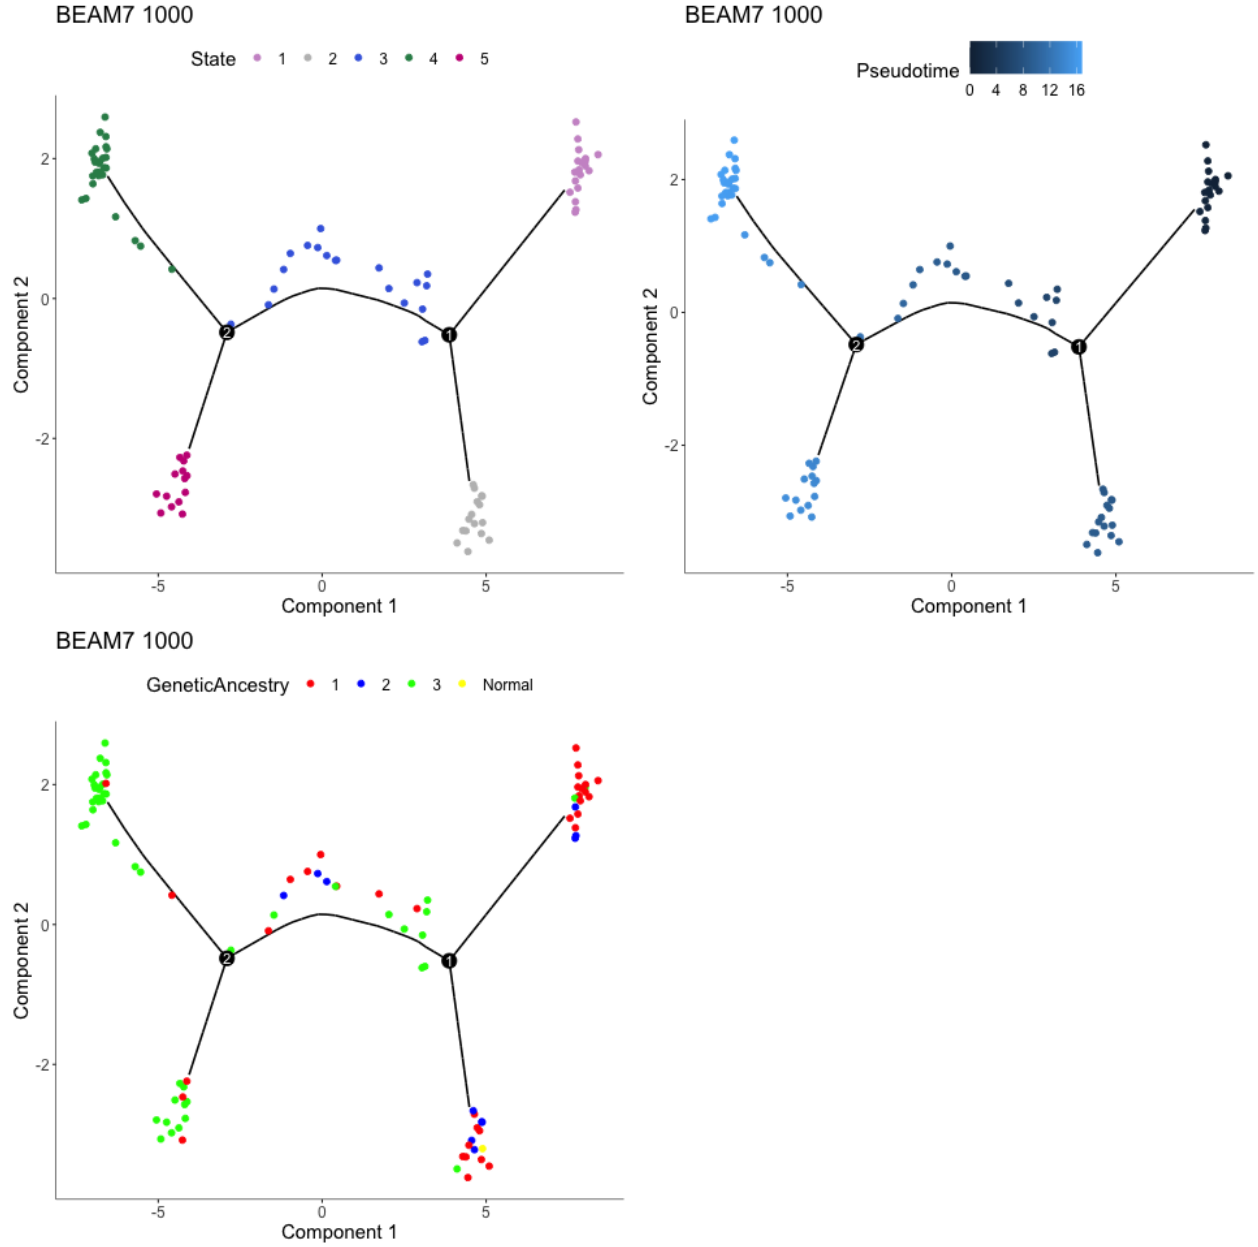 BEAM7 1000
State 1 2 3 4 5
2
0
-2
Component 2
2
1
-5 0 5
Component 1
BEAM7 1000
Pseudotime
0 4 8 12 16
2
0
-2
Component 2
2
1
-5 0 5
Component 1
BEAM7 1000
GeneticAncestry 1 2 3 Normal
2
0
-2
Component 2
2
1
-5 0 5
Component 1